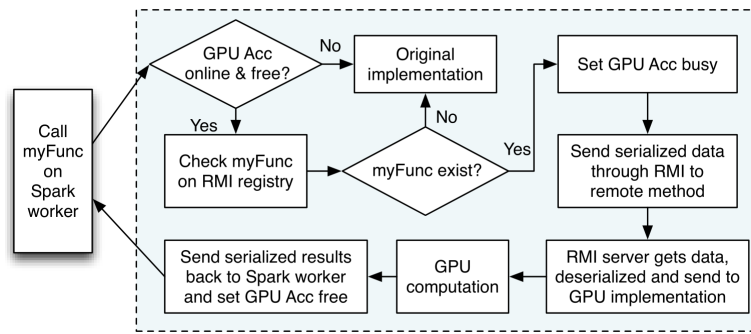 Call
myFunc
on
Spark
worker
GPU Acc
online & free?
No
Original
implementation
Yes
Check myFunc
on RMI registry
myFunc exist?
No
Yes
Set GPU Acc busy
Send serialized data
through RMI to
remote method
RMI server gets data,
deserialized and send to
GPU implementation
GPU
computation
Send serialized results
back to Spark worker
and set GPU Acc free